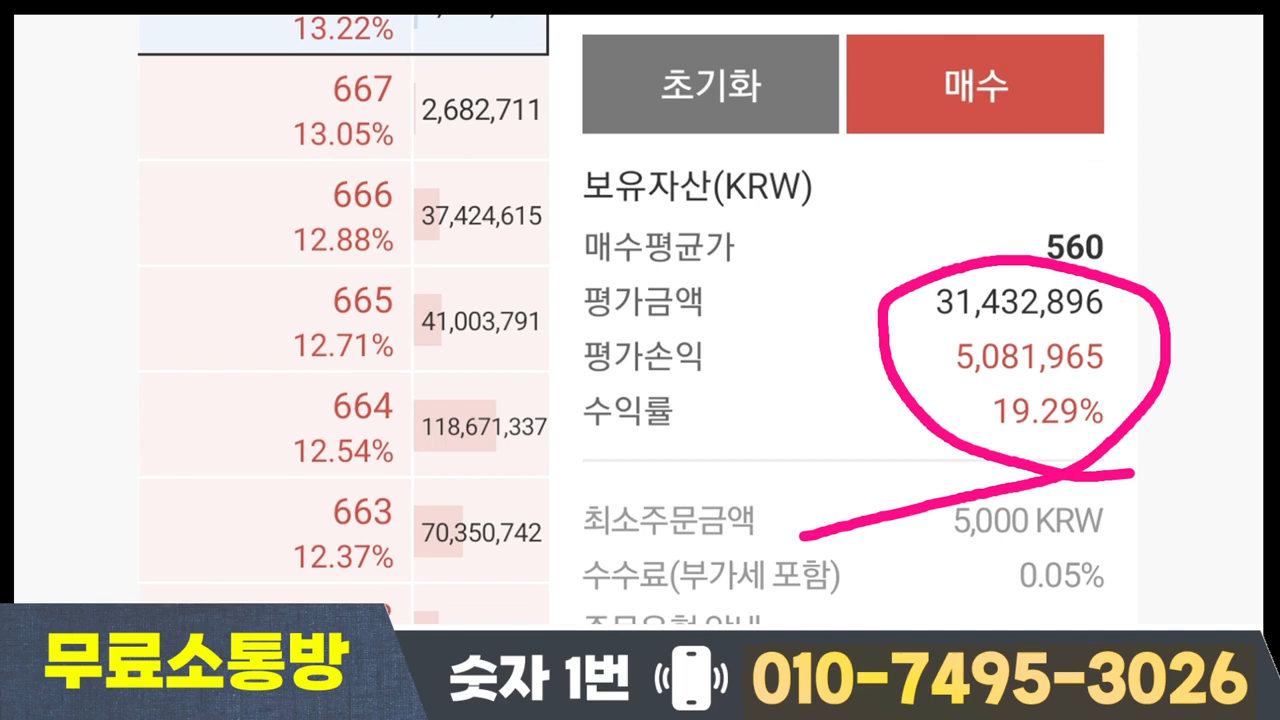 13.22%
667
13.05%
2,682,711
666
12.88%
37,424,615
665
12.71%
41,003,791
664
12.54%
118,671,337
663
12.37%
70,350,742
초기화
매수
보유자산(KRW)
매수평균가 560
평가금액 31,432,896
평가손익 5,081,965
수익률 19.29%
최소주문금액 5,000 KRW
수수료(부가세 포함) 0.05%
무료소통방
숫자 1번 010-7495-3026